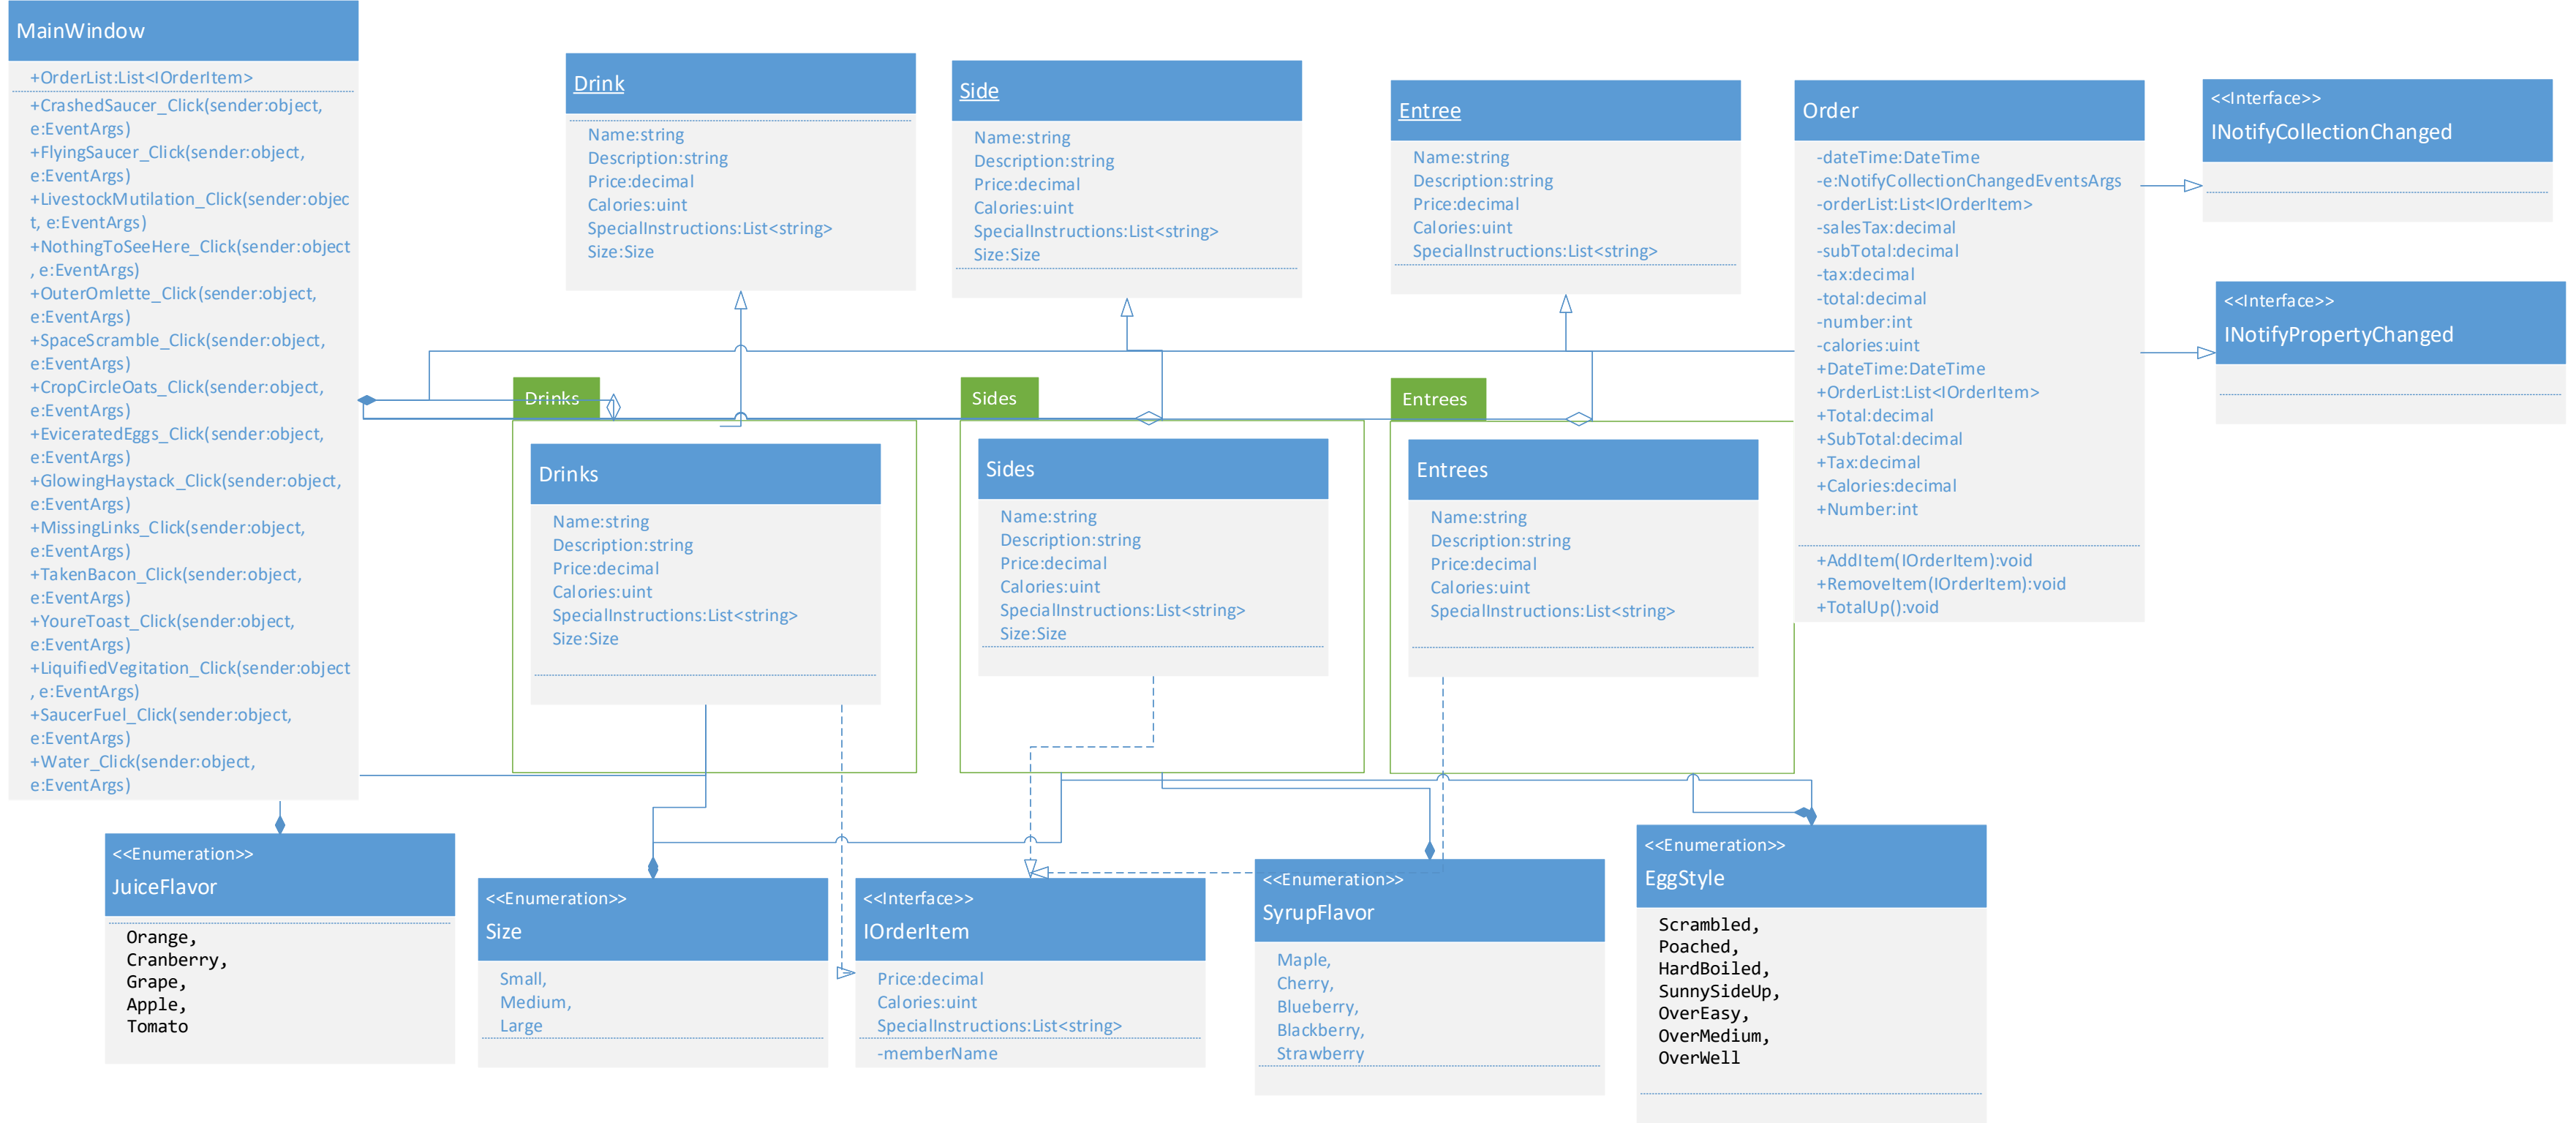 MainWindow
+OrderList:List<IOrderItem>
+CrashedSaucer_Click(sender:object,
e:EventArgs)
+FlyingSaucer_Click(sender:object,
e:EventArgs)
+LivestockMutilation_Click(sender:objec
t, e:EventArgs)
+NothingToSeeHere_Click(sender:object
, e:EventArgs)
+OuterOmlette_Click(sender:object,
e:EventArgs)
+SpaceScramble_Click(sender:object,
e:EventArgs)
+CropCircleOats_Click(sender:object,
e:EventArgs)
+EviceratedEggs_Click(sender:object,
e:EventArgs)
+GlowingHaystack_Click(sender:object,
e:EventArgs)
+MissingLinks_Click(sender:object,
e:EventArgs)
+TakenBacon_Click(sender:object,
e:EventArgs)
+YoureToast_Click(sender:object,
e:EventArgs)
+LiquifiedVegitation_Click(sender:object
, e:EventArgs)
+SaucerFuel_Click(sender:object,
e:EventArgs)
+Water_Click(sender:object,
e:EventArgs)
Drink
Name:string
Description:string
Price:decimal
Calories:uint
SpecialInstructions:List<string>
Size:Size
Side
Name:string
Description:string
Price:decimal
Calories:uint
SpecialInstructions:List<string>
Size:Size
Entree
Name:string
Description:string
Price:decimal
Calories:uint
SpecialInstructions:List<string>
Order
-dateTime:DateTime
-e:NotifyCollectionChangedEventsArgs
-orderList:List<IOrderItem>
-salesTax:decimal
-subTotal:decimal
-tax:decimal
-total:decimal
-number:int
-calories:uint
+DateTime:DateTime
+OrderList:List<IOrderItem>
+Total:decimal
+SubTotal:decimal
+Tax:decimal
+Calories:decimal
+Number:int
+AddItem(IOrderItem):void
+RemoveItem(IOrderItem):void
+TotalUp():void
<<Interface>>
INotifyCollectionChanged
<<Interface>>
INotifyPropertyChanged
Drinks
Drinks
Name:string
Description:string
Price:decimal
Calories:uint
SpecialInstructions:List<string>
Size:Size
Sides
Sides
Name:string
Description:string
Price:decimal
Calories:uint
SpecialInstructions:List<string>
Size:Size
Entrees
Entrees
Name:string
Description:string
Price:decimal
Calories:uint
SpecialInstructions:List<string>
<<Enumeration>>
JuiceFlavor
Orange,
Cranberry,
Grape,
Apple,
Tomato
<<Enumeration>>
Size
Small,
Medium,
Large
<<Interface>>
IOrderItem
Price:decimal
Calories:uint
SpecialInstructions:List<string>
-memberName
<<Enumeration>>
SyrupFlavor
Maple,
Cherry,
Blueberry,
Blackberry,
Strawberry
<<Enumeration>>
EggStyle
Scrambled,
Poached,
HardBoiled,
SunnySideUp,
OverEasy,
OverMedium,
OverWell